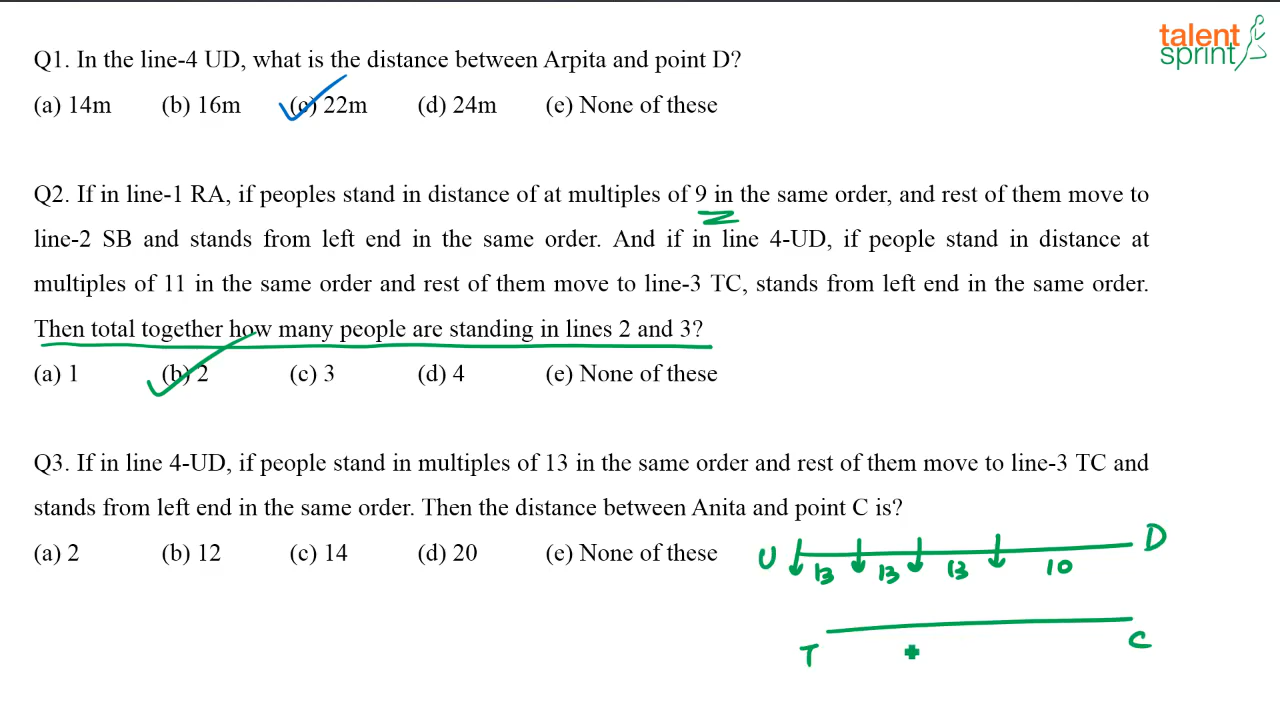 talent
sprint
Q1. In the line-4 UD, what is the distance between Arpita and point D?
(a) 14m (b) 16m (c) 22m (d) 24m (e) None of these
Q2. If in line-1 RA, if peoples stand in distance of at multiples of 9 in the same order, and rest of them move to
line-2 SB and stands from left end in the same order. And if in line 4-UD, if people stand in distance at
multiples of 11 in the same order and rest of them move to line-3 TC, stands from left end in the same order.
Then total together how many people are standing in lines 2 and 3?
(a) 1 (b) 2 (c) 3 (d) 4 (e) None of these
Q3. If in line 4-UD, if people stand in multiples of 13 in the same order and rest of them move to line-3 TC and
stands from left end in the same order. Then the distance between Anita and point C is?
(a) 2 (b) 12 (c) 14 (d) 20 (e) None of these
U D
13 13 13 10
T C